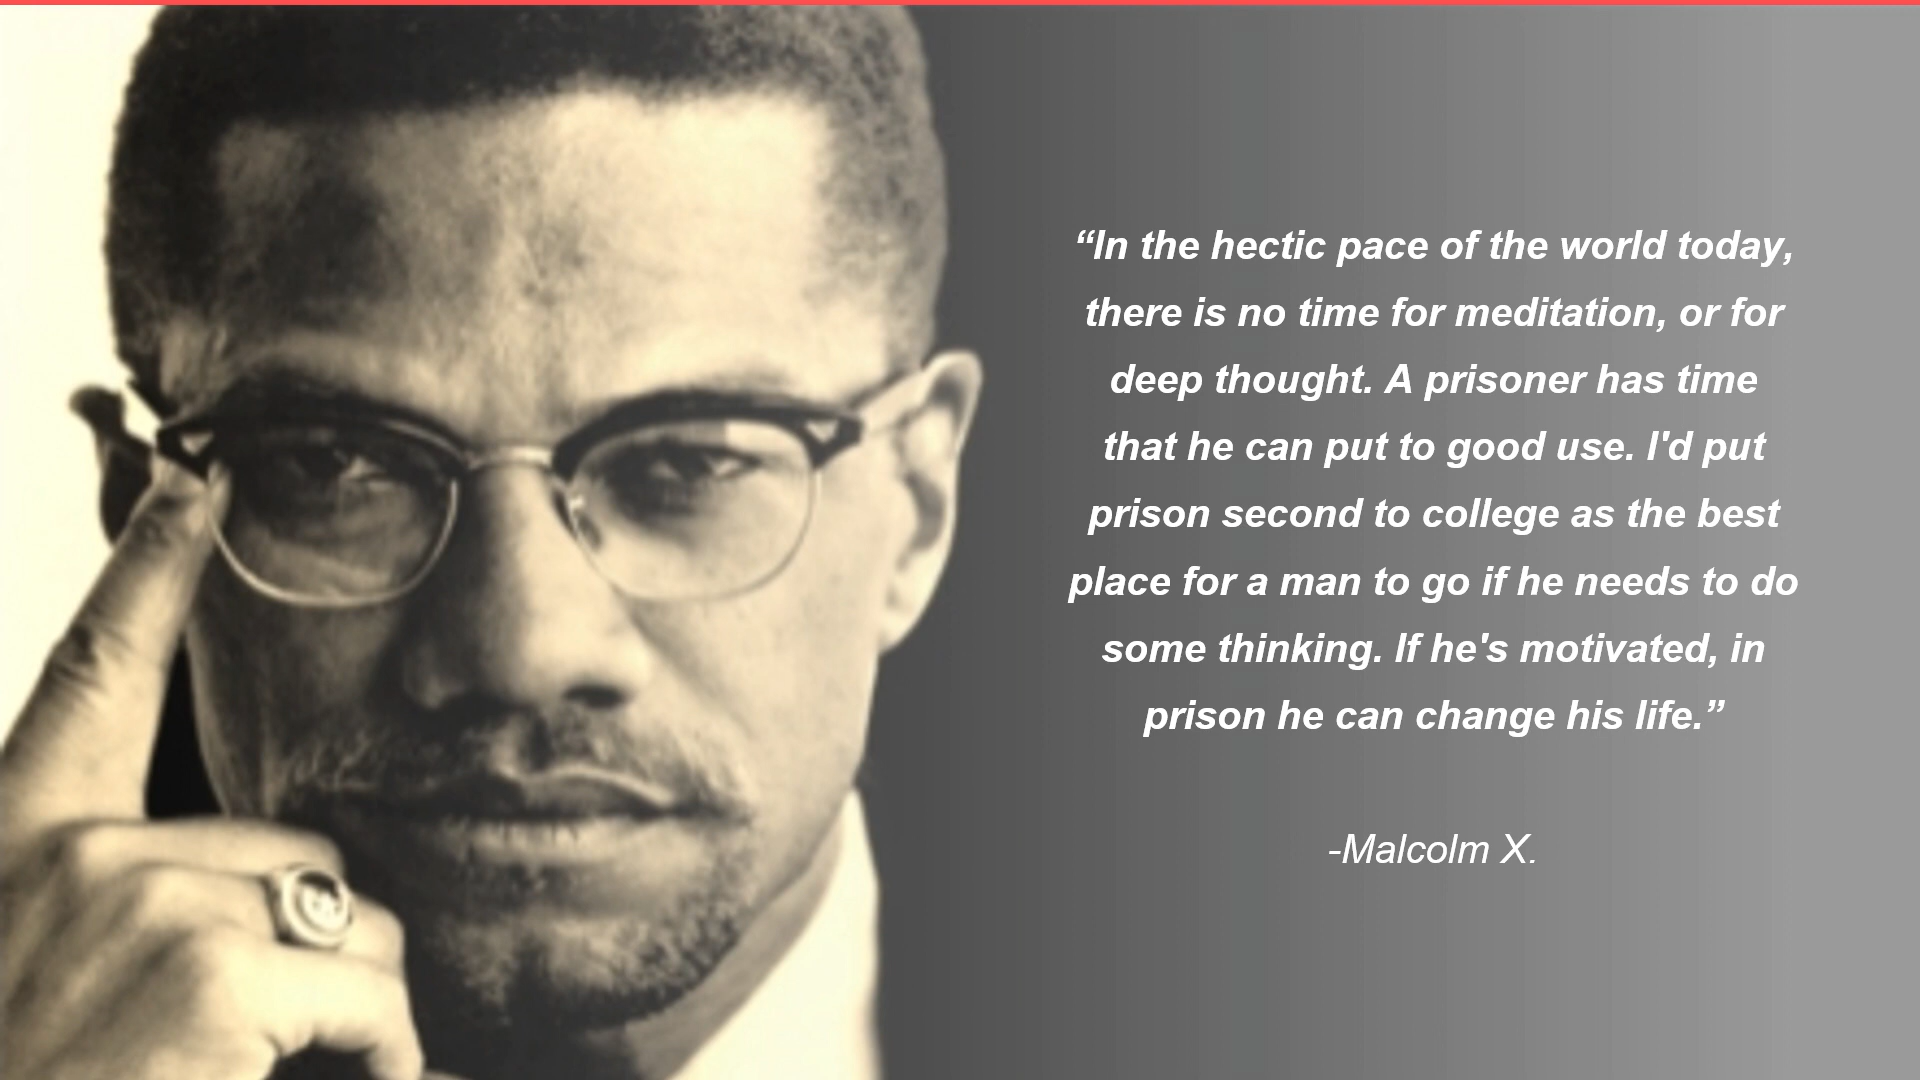 “In the hectic pace of the world today,
there is no time for meditation, or for
deep thought. A prisoner has time
that he can put to good use. I'd put
prison second to college as the best
place for a man to go if he needs to do
some thinking. If he's motivated, in
prison he can change his life.”
-Malcolm X.